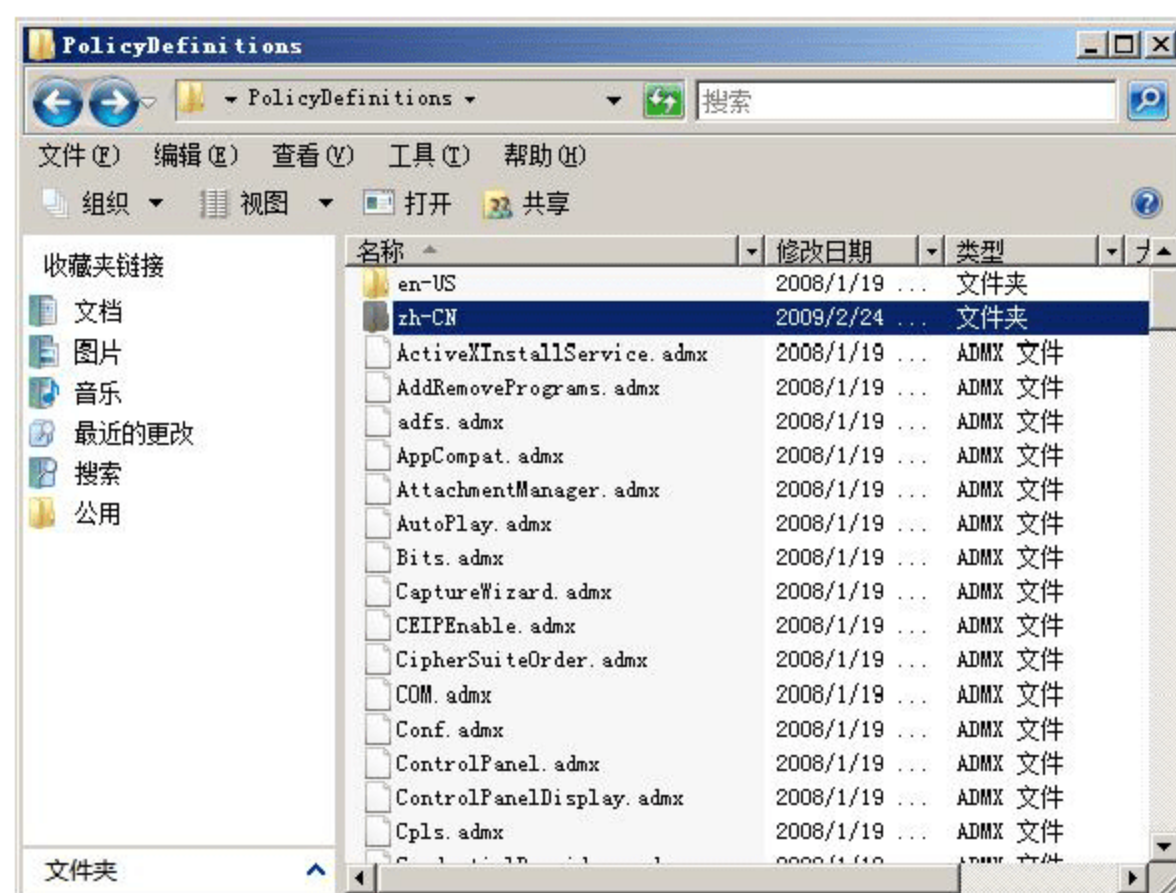 PolicyDefinitions
PolicyDefinitions 搜索
文件(F) 编辑(E) 查看(V) 工具(T) 帮助(H)
组织 视图 打开 共享
收藏夹链接
文档
图片
音乐
最近的更改
搜索
公用
文件夹
名称 修改日期 类型
en-US 2008/1/19 ... 文件夹
zh-CN 2009/2/24 ... 文件夹
ActiveXInstallService.admx 2008/1/19 ... ADMX 文件
AddRemovePrograms.admx 2008/1/19 ... ADMX 文件
adfs.admx 2008/1/19 ... ADMX 文件
AppCompat.admx 2008/1/19 ... ADMX 文件
AttachmentManager.admx 2008/1/19 ... ADMX 文件
AutoPlay.admx 2008/1/19 ... ADMX 文件
Bits.admx 2008/1/19 ... ADMX 文件
CaptureWizard.admx 2008/1/19 ... ADMX 文件
CEIPEnable.admx 2008/1/19 ... ADMX 文件
CipherSuiteOrder.admx 2008/1/19 ... ADMX 文件
COM.admx 2008/1/19 ... ADMX 文件
Conf.admx 2008/1/19 ... ADMX 文件
ControlPanel.admx 2008/1/19 ... ADMX 文件
ControlPanelDisplay.admx 2008/1/19 ... ADMX 文件
Cpls.admx 2008/1/19 ... ADMX 文件